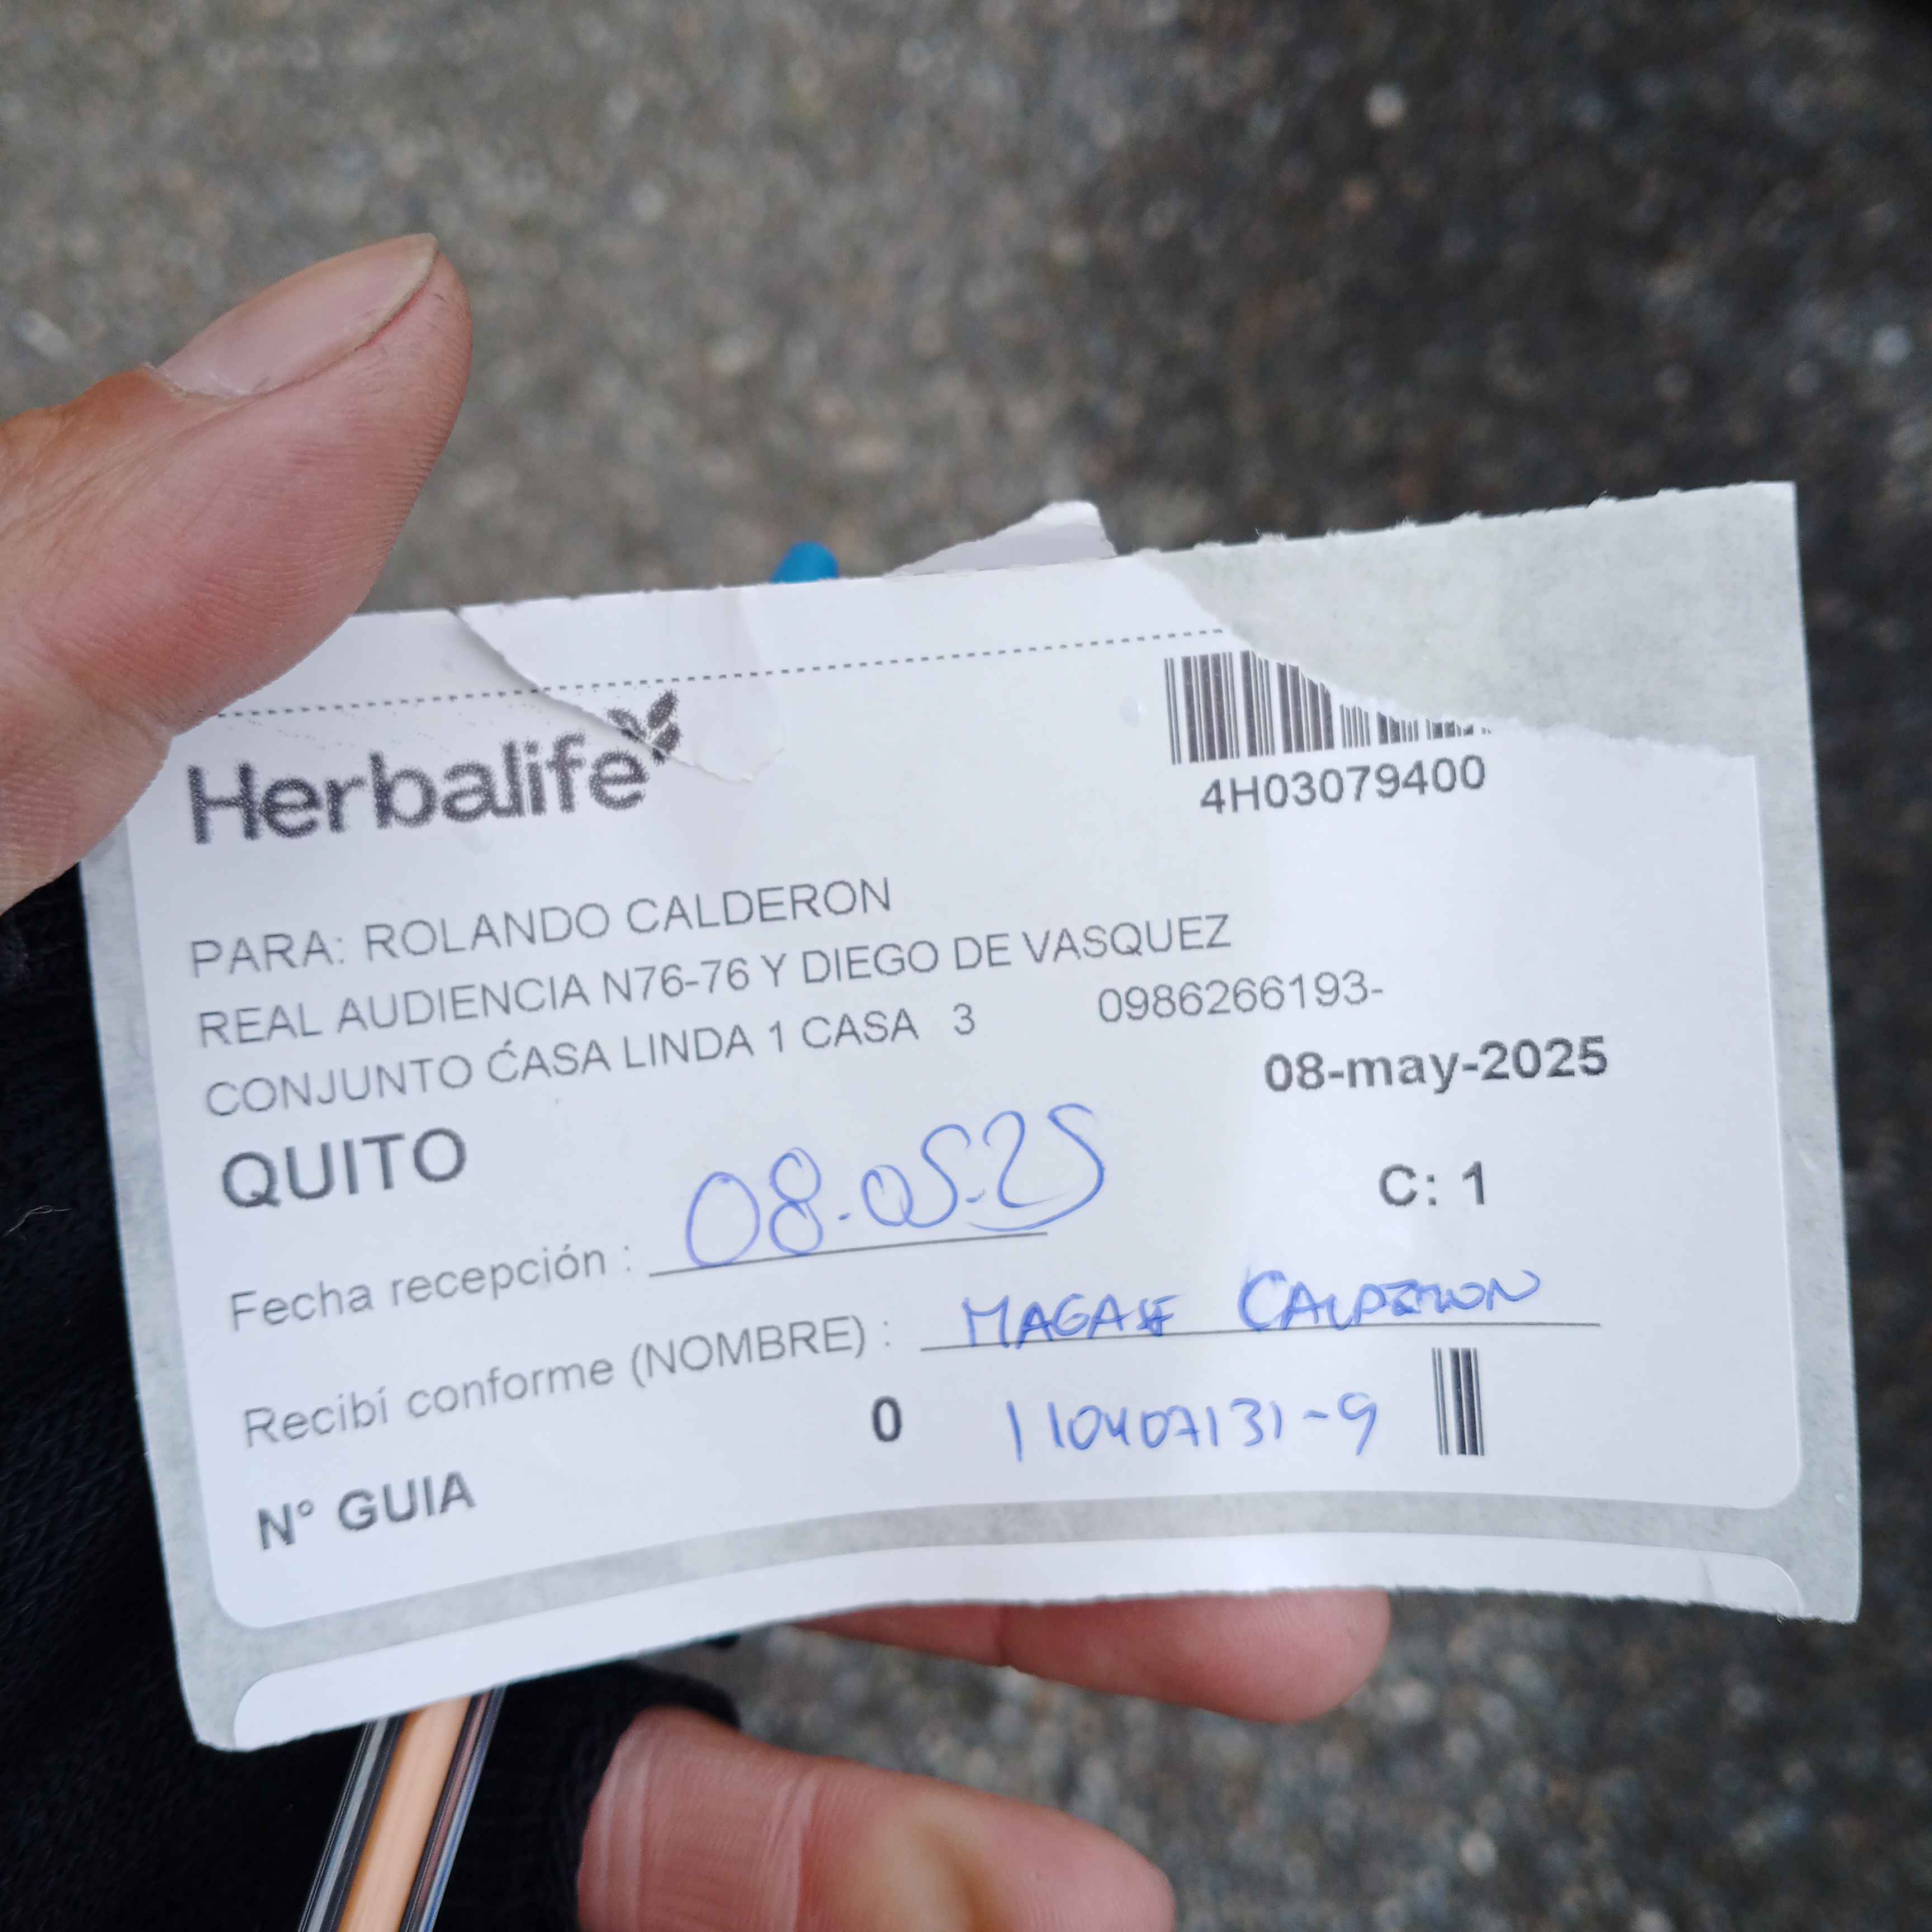 Herbalife
4H03079400
PARA: ROLANDO CALDERON
REAL AUDIENCIA N76-76 Y DIEGO DE VASQUEZ
CONJUNTO ĆASA LINDA 1 CASA 3 0986266193-
08-may-2025
QUITO
C: 1
Fecha recepción : 08-05-25
Recibí conforme (NOMBRE) : CALDERON
0 110407131-9
N° GUIA